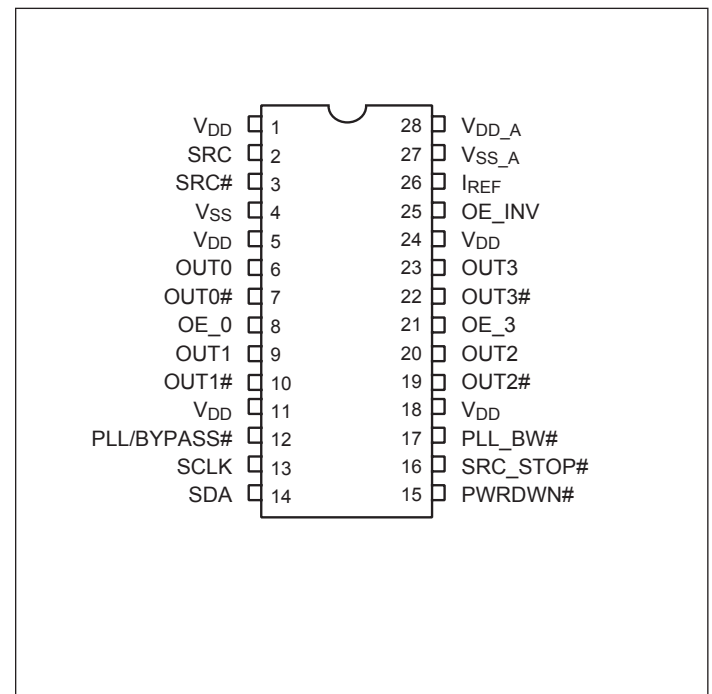 VDD 1 28 VDD_A
SRC 2 27 VSS_A
SRC# 3 26 IREF
VSS 4 25 OE_INV
VDD 5 24 VDD
OUT0 6 23 OUT3
OUT0# 7 22 OUT3#
OE_0 8 21 OE_3
OUT1 9 20 OUT2
OUT1# 10 19 OUT2#
VDD 11 18 VDD
PLL/BYPASS# 12 17 PLL_BW#
SCLK 13 16 SRC_STOP#
SDA 14 15 PWRDWN#